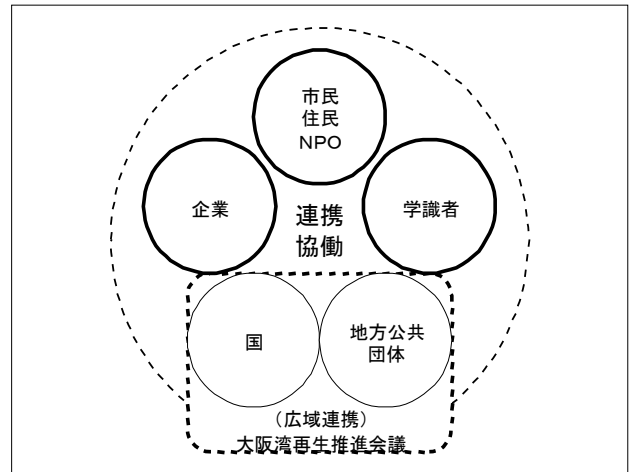 市民
住民
NPO
企業
連携
協働
学識者
国
地方公共
団体
（広域連携）
大阪湾再生推進会議